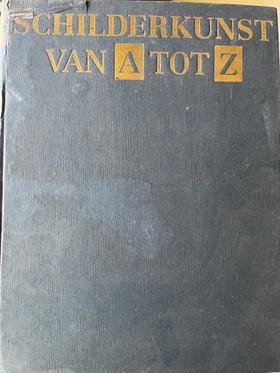 SCHILDERKUNST
VAN A TOT Z